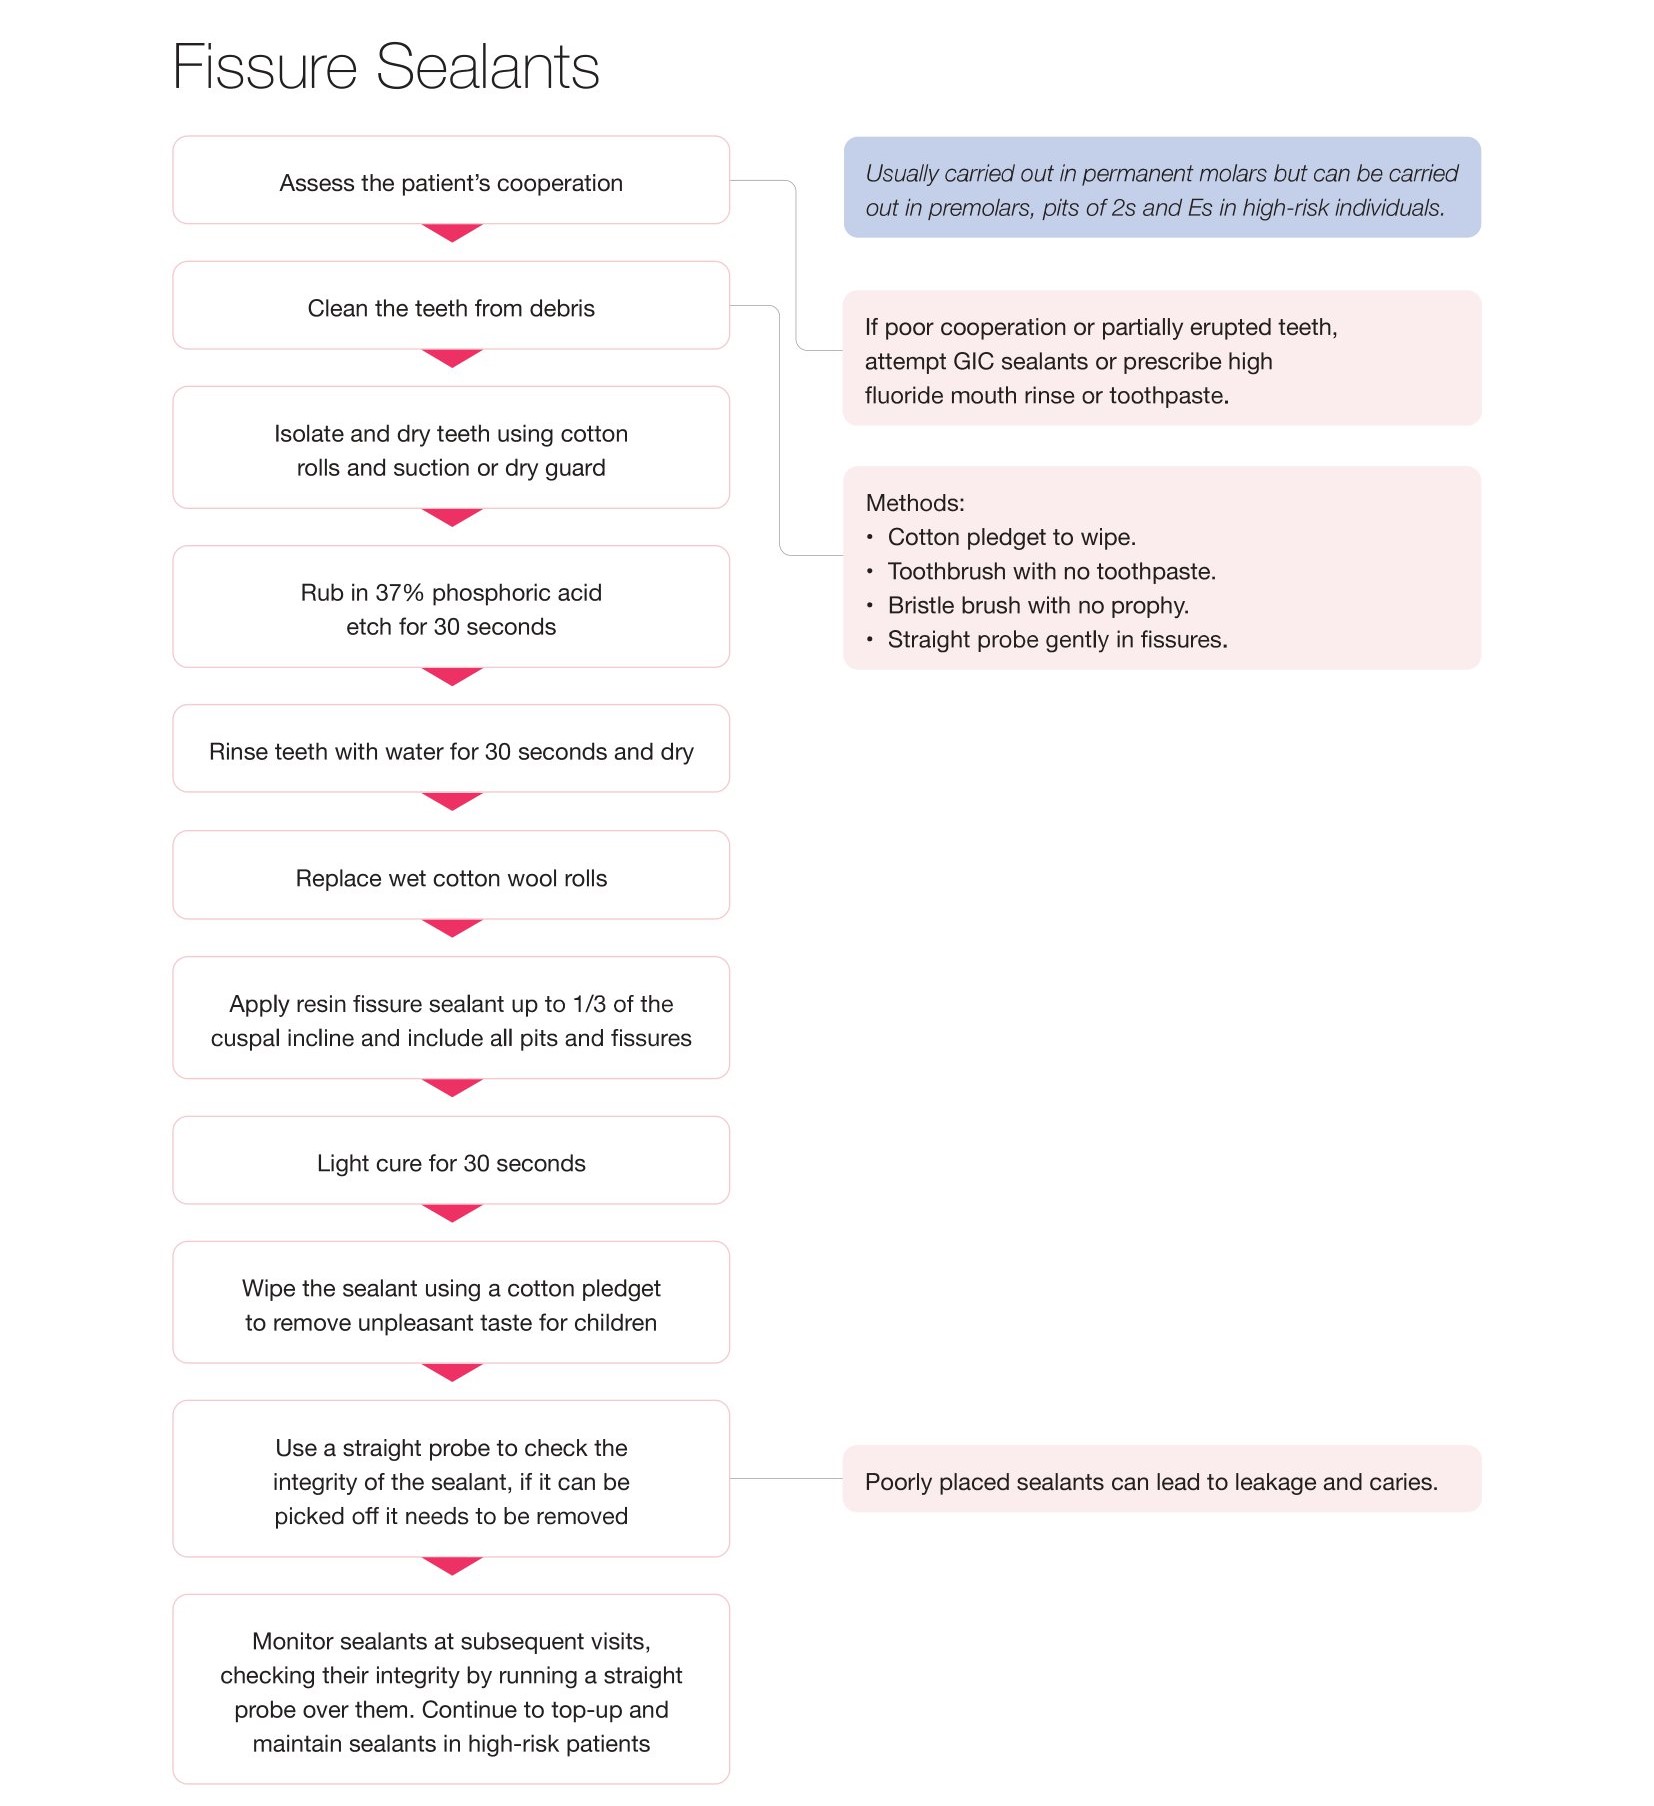 Fissure Sealants
Assess the patient's cooperation
Usually carried out in permanent molars but can be carried
out in premolars, pits of 2s and Es in high-risk individuals.
Clean the teeth from debris
If poor cooperation or partially erupted teeth,
attempt GIC sealants or prescribe high
fluoride mouth rinse or toothpaste.
Isolate and dry teeth using cotton
rolls and suction or dry guard
Methods:
• Cotton pledget to wipe.
• Toothbrush with no toothpaste.
• Bristle brush with no prophy.
• Straight probe gently in fissures.
Rub in 37% phosphoric acid
etch for 30 seconds
Rinse teeth with water for 30 seconds and dry
Replace wet cotton wool rolls
Apply resin fissure sealant up to 1/3 of the
cuspal incline and include all pits and fissures
Light cure for 30 seconds
Wipe the sealant using a cotton pledget
to remove unpleasant taste for children
Use a straight probe to check the
integrity of the sealant, if it can be
picked off it needs to be removed
Poorly placed sealants can lead to leakage and caries.
Monitor sealants at subsequent visits,
checking their integrity by running a straight
probe over them. Continue to top-up and
maintain sealants in high-risk patients